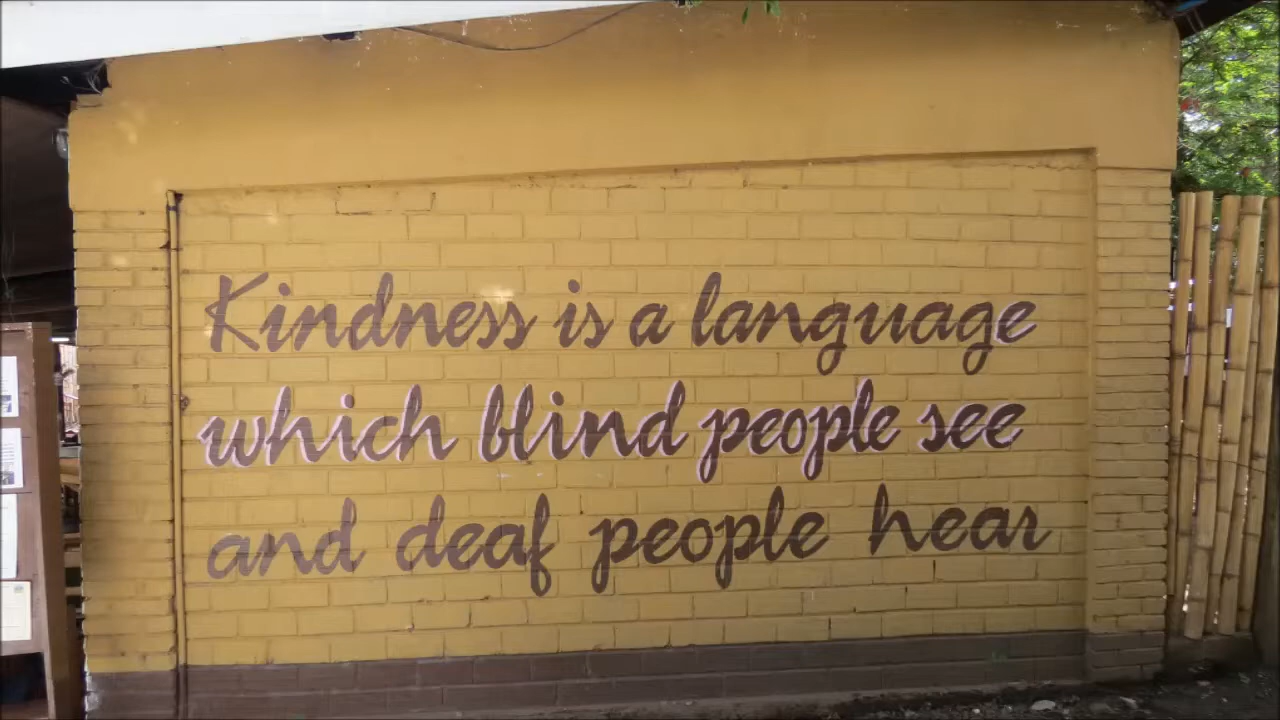 Kindness is a language
which blind people see
and deaf people hear